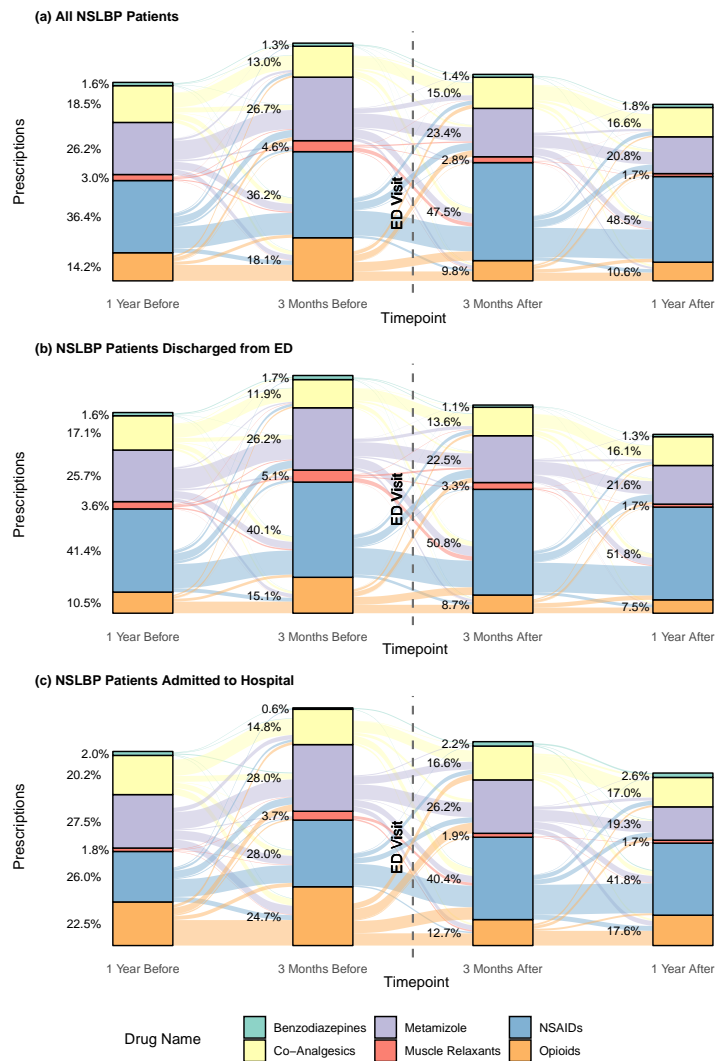 (a) All NSLBP Patients
Prescriptions
1.6%
18.5%
26.2%
3.0%
36.4%
14.2%
1.3%
13.0%
26.7%
4.6%
36.2%
18.1%
ED Visit
1.4%
15.0%
23.4%
2.8%
47.5%
9.8%
1.8%
16.6%
20.8%
1.7%
48.5%
10.6%
1 Year Before
3 Months Before
3 Months After
1 Year After
Timepoint
(b) NSLBP Patients Discharged from ED
Prescriptions
1.6%
17.1%
25.7%
3.6%
41.4%
10.5%
1.7%
11.9%
26.2%
5.1%
40.1%
15.1%
ED Visit
1.1%
13.6%
22.5%
3.3%
50.8%
8.7%
1.3%
16.1%
21.6%
1.7%
51.8%
7.5%
1 Year Before
3 Months Before
3 Months After
1 Year After
Timepoint
(c) NSLBP Patients Admitted to Hospital
Prescriptions
2.0%
20.2%
27.5%
1.8%
26.0%
22.5%
0.6%
14.8%
28.0%
3.7%
28.0%
24.7%
ED Visit
2.2%
16.6%
26.2%
1.9%
40.4%
12.7%
2.6%
17.0%
19.3%
1.7%
41.8%
17.6%
1 Year Before
3 Months Before
3 Months After
1 Year After
Timepoint
Drug Name
Benzodiazepines
Metamizole
NSAIDs
Co−Analgesics
Muscle Relaxants
Opioids